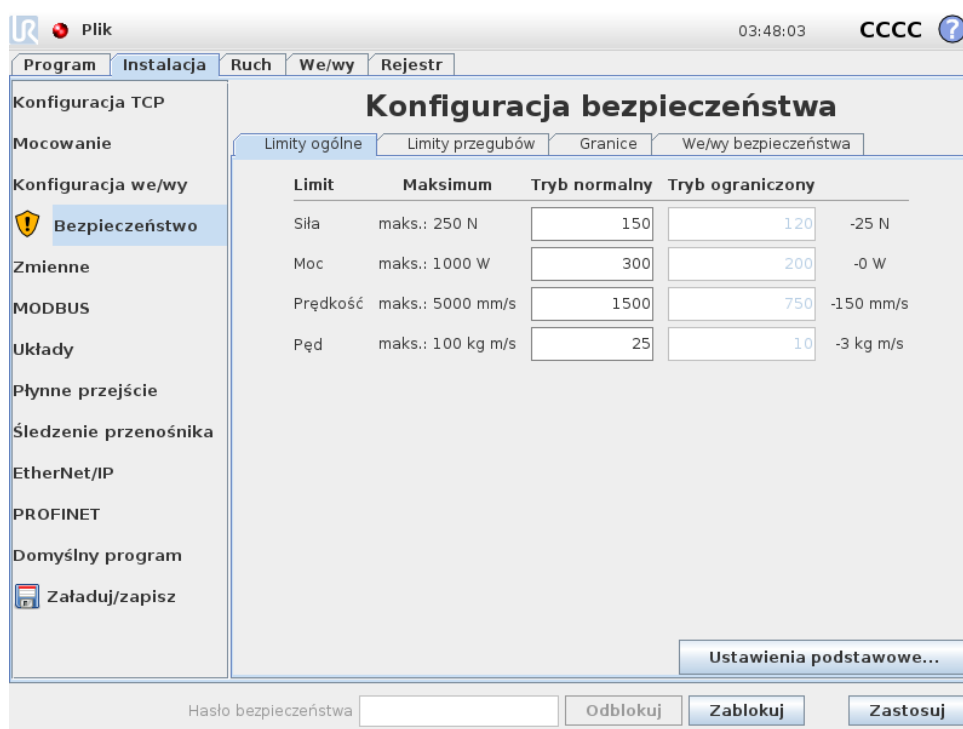 UR Plik 03:48:03 CCCC ?
Program Instalacja Ruch We/wy Rejestr
Konfiguracja TCP
Mocowanie
Konfiguracja we/wy
Bezpieczeństwo
Zmienne
MODBUS
Układy
Płynne przejście
Śledzenie przenośnika
EtherNet/IP
PROFINET
Domyślny program
Załaduj/zapisz
Konfiguracja bezpieczeństwa
Limity ogólne Limity przegubów Granice We/wy bezpieczeństwa
Limit Maksimum Tryb normalny Tryb ograniczony
Siła maks.: 250 N 150 120 -25 N
Moc maks.: 1000 W 300 200 -0 W
Prędkość maks.: 5000 mm/s 1500 750 -150 mm/s
Pęd maks.: 100 kg m/s 25 10 -3 kg m/s
Ustawienia podstawowe...
Hasło bezpieczeństwa Odblokuj Zablokuj Zastosuj